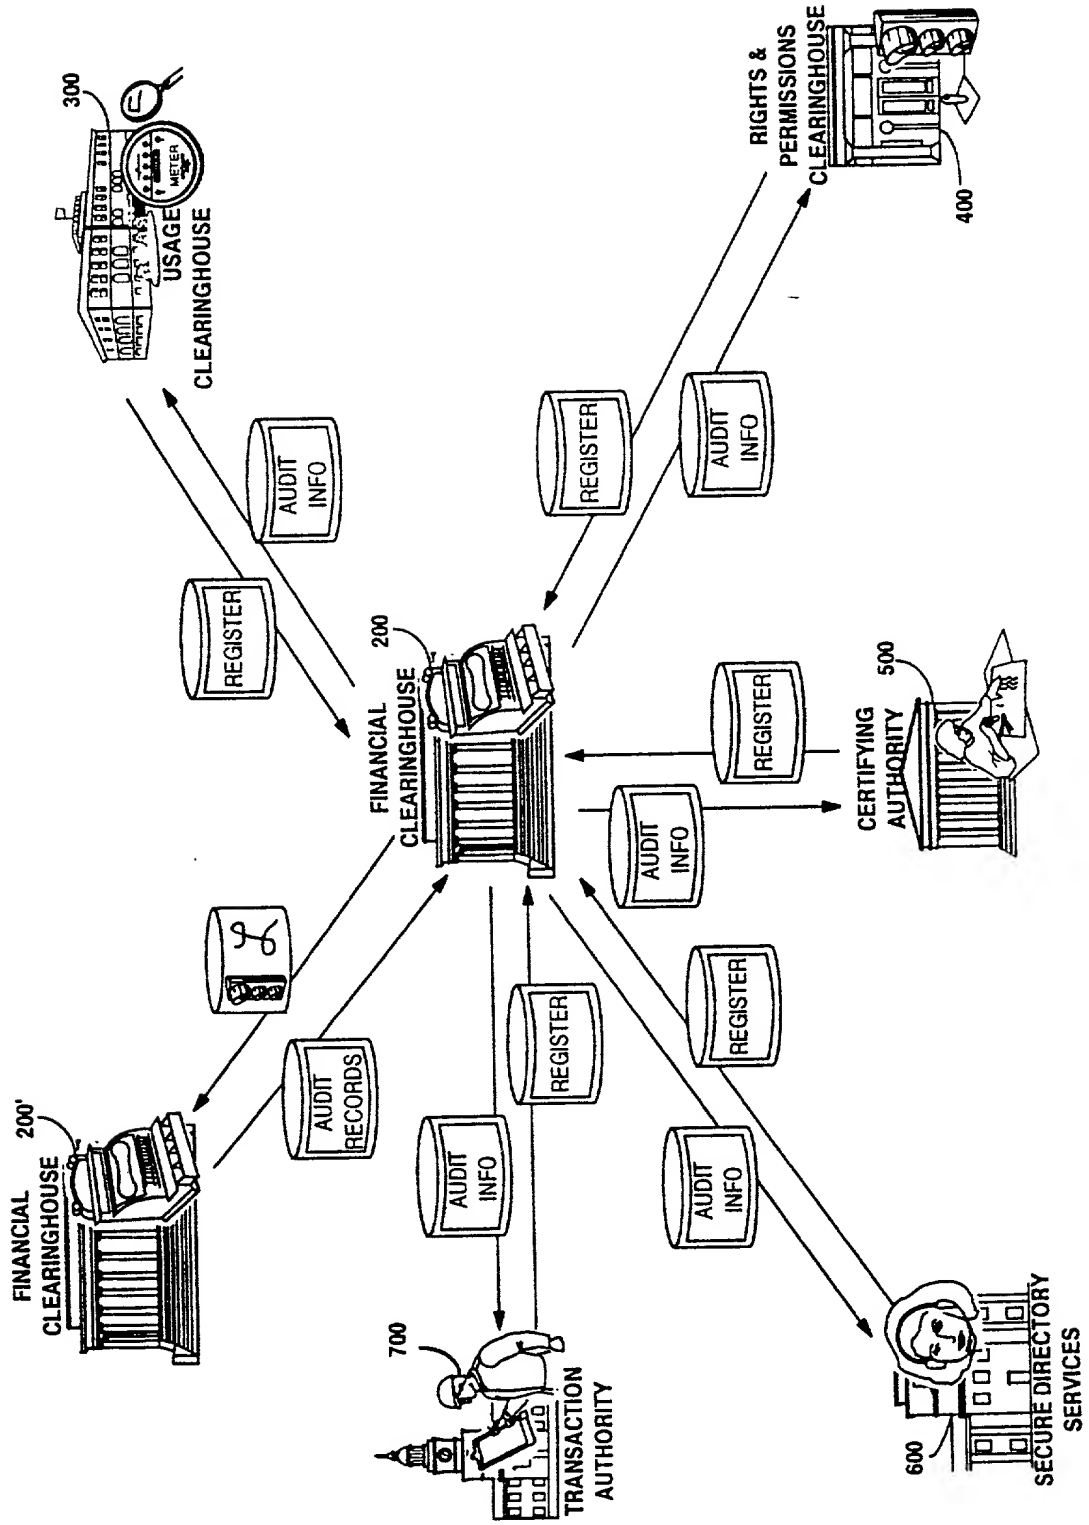 FINANCIAL
CLEARINGHOUSE
200'
USAGE
CLEARINGHOUSE
300
METER
AUDIT
RECORDS
REGISTER
AUDIT
INFO
FINANCIAL
CLEARINGHOUSE
200
TRANSACTION
AUTHORITY
700
AUDIT
INFO
REGISTER
REGISTER
AUDIT
INFO
RIGHTS &
PERMISSIONS
CLEARINGHOUSE
400
AUDIT
INFO
REGISTER
AUDIT
INFO
REGISTER
SECURE DIRECTORY
SERVICES
600
CERTIFYING
AUTHORITY
500